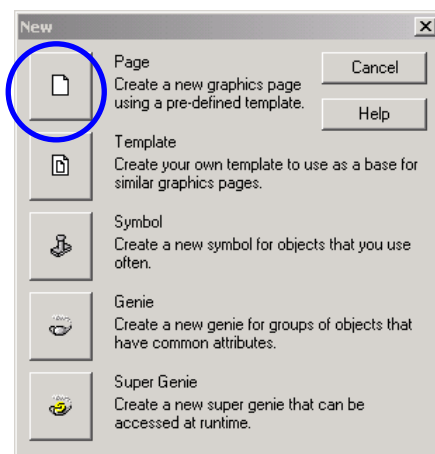 New
Page
Create a new graphics page
using a pre-defined template.
Cancel
Help
Template
Create your own template to use as a base for
similar graphics pages.
Symbol
Create a new symbol for objects that you use
often.
Genie
Create a new genie for groups of objects that
have common attributes.
Super Genie
Create a new super genie that can be
accessed at runtime.